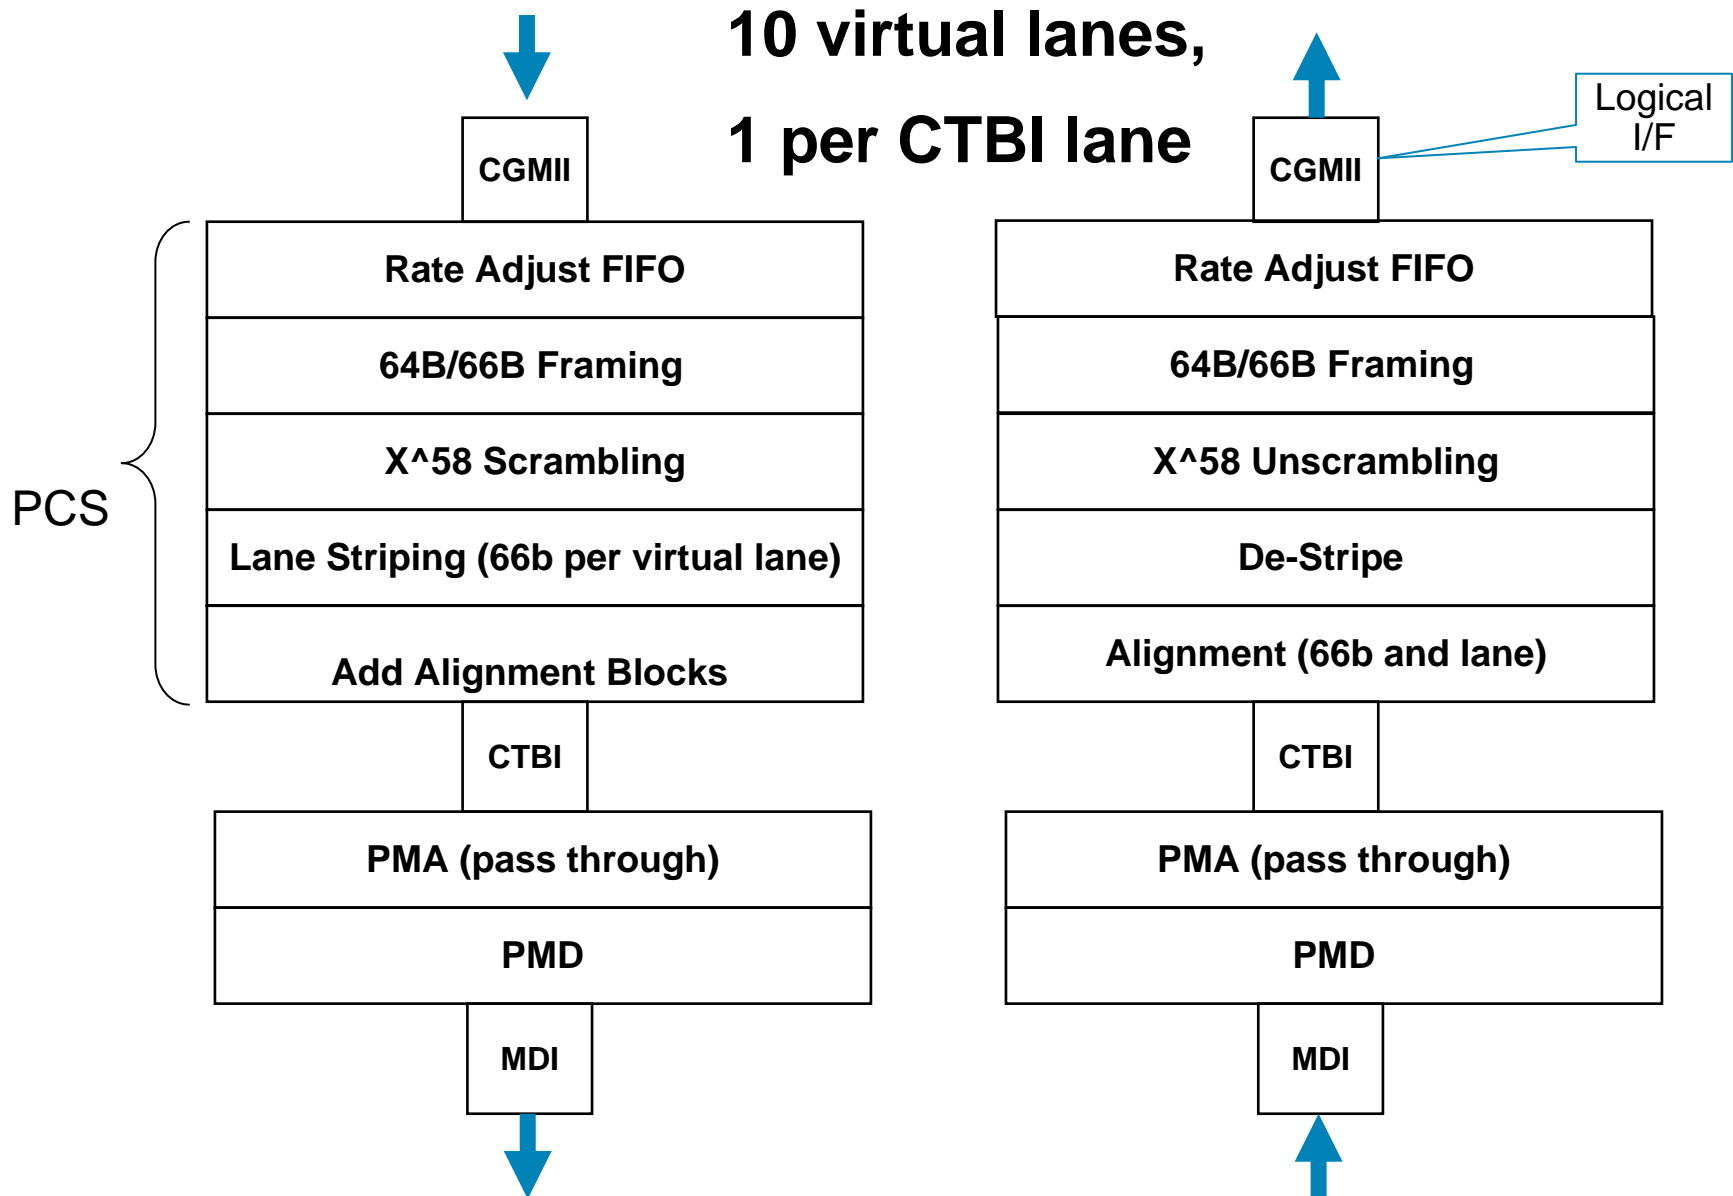 10 virtual lanes,
1 per CTBI lane
Logical
I/F
CGMII
Rate Adjust FIFO
64B/66B Framing
X^58 Scrambling
Lane Striping (66b per virtual lane)
Add Alignment Blocks
PCS
CTBI
PMA (pass through)
PMD
MDI
CGMII
Rate Adjust FIFO
64B/66B Framing
X^58 Unscrambling
De-Stripe
Alignment (66b and lane)
CTBI
PMA (pass through)
PMD
MDI